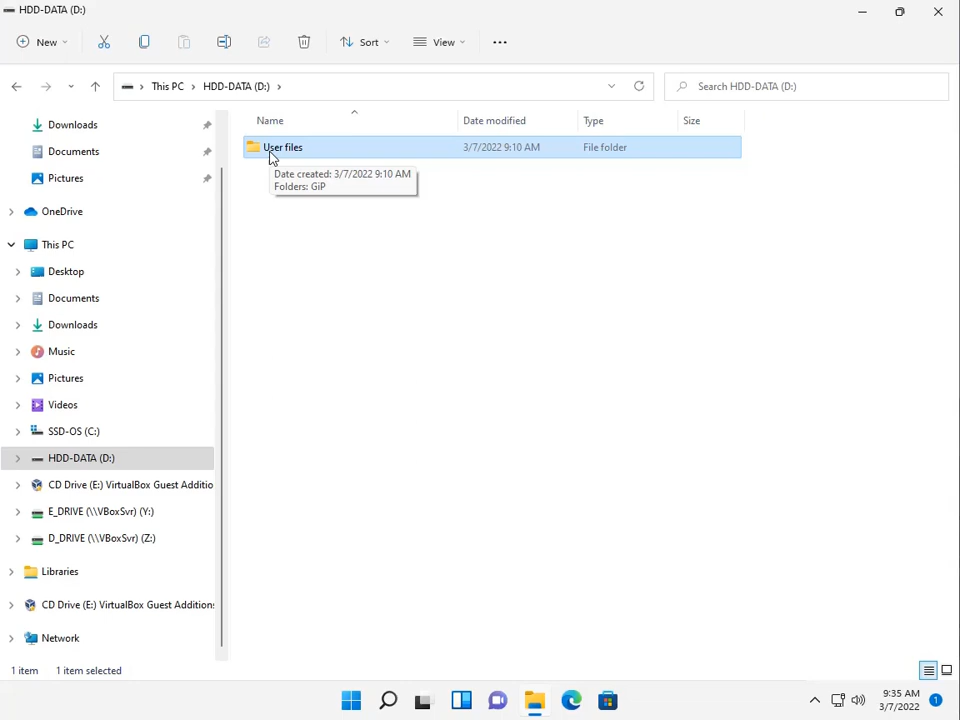 HDD-DATA (D:)
New
Sort
View
This PC
HDD-DATA (D:)
Search HDD-DATA (D:)
Downloads
Documents
Pictures
OneDrive
This PC
Desktop
Documents
Downloads
Music
Pictures
Videos
SSD-OS (C:)
HDD-DATA (D:)
CD Drive (E:) VirtualBox Guest Additio
E_DRIVE (\\VBoxSvr) (Y:)
D_DRIVE (\\VBoxSvr) (Z:)
Libraries
CD Drive (E:) VirtualBox Guest Additions
Network
Name Date modified Type Size
User files 3/7/2022 9:10 AM File folder
Date created: 3/7/2022 9:10 AM
Folders: GiP
1 item 1 item selected
9:35 AM
3/7/2022
1